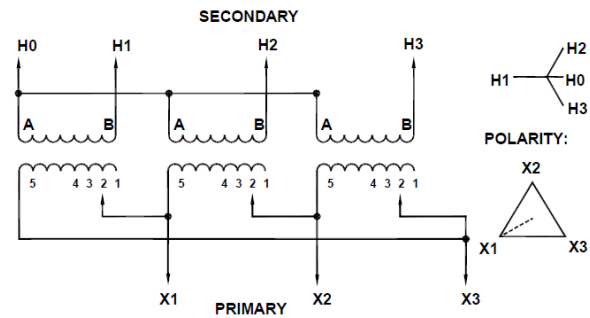 SECONDARY
H0 H1 H2 H3
H2
H1 H0
H3
A B A B A B
POLARITY:
5 4 3 2 1 5 4 3 2 1 5 4 3 2 1
X2
X1 X3
X1 X2 X3
PRIMARY